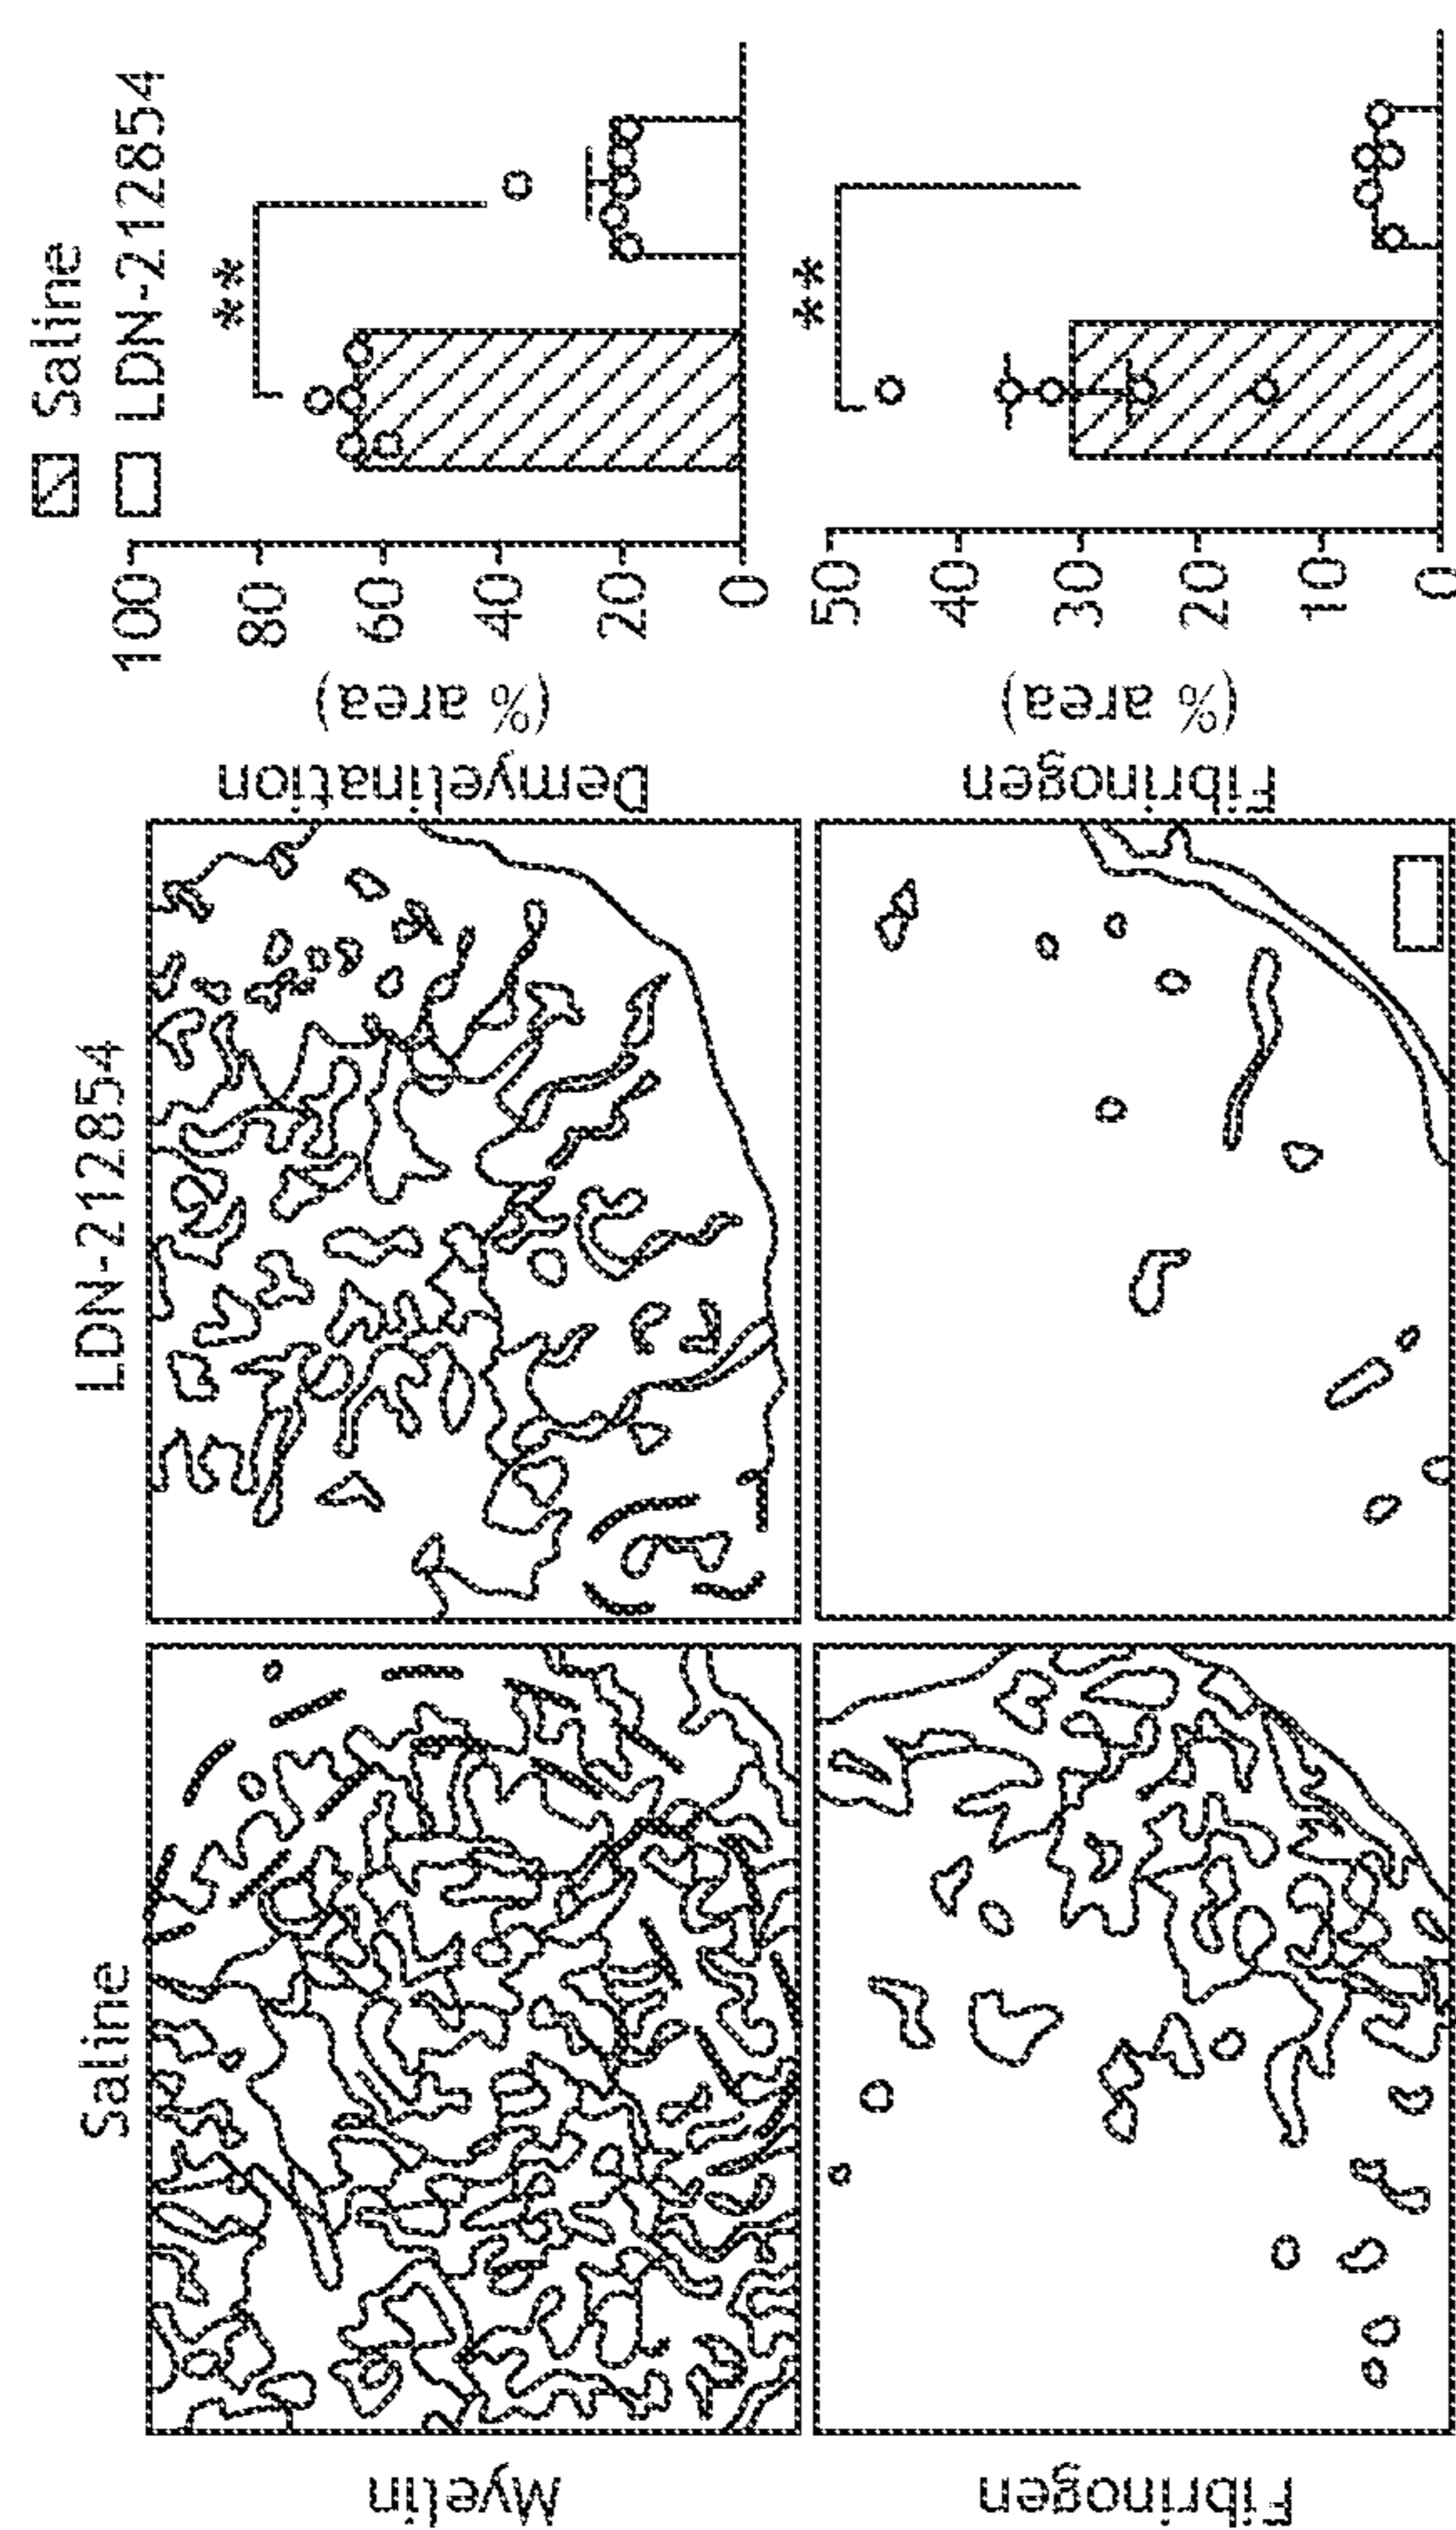 Saline
LDN-212854
Saline
LDN-212854
Myelin
Demyelination
(% area)
100
80
60
40
20
0
**
Fibrinogen
Fibrinogen
(% area)
50
40
30
20
10
0
**